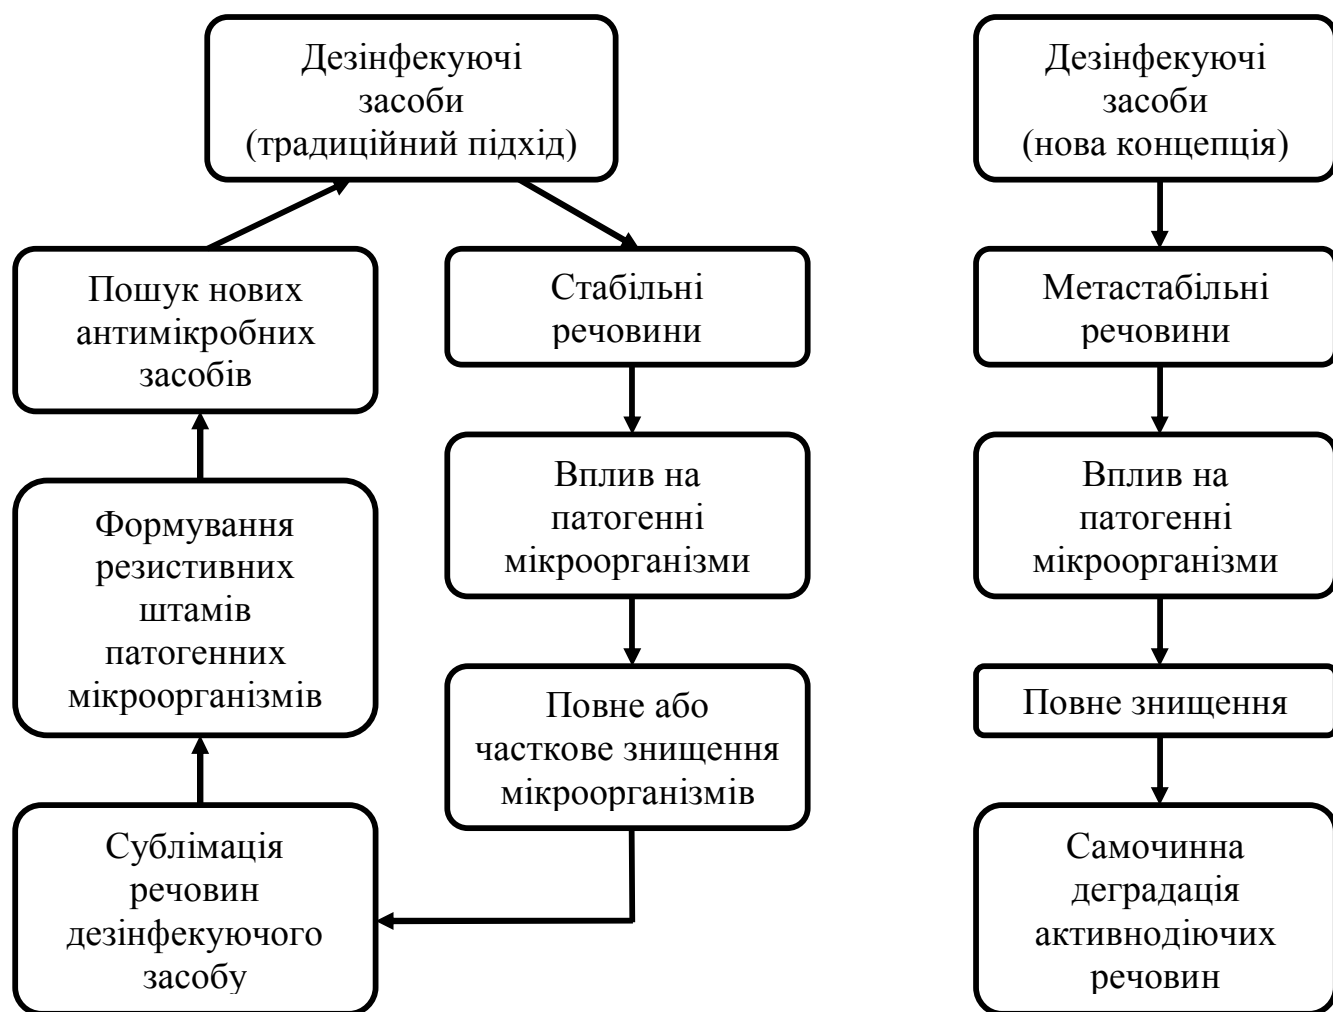 Дезінфекуючі
засоби
(традиційний підхід)
Стабільні
речовини
Вплив на
патогенні
мікроорганізми
Повне або
часткове знищення
мікроорганізмів
Сублімація
речовин
дезінфекуючого
засобу
Формування
резистивних
штамів
патогенних
мікроорганізмів
Пошук нових
антимікробних
засобів
Дезінфекуючі
засоби
(нова концепція)
Метастабільні
речовини
Вплив на
патогенні
мікроорганізми
Повне знищення
Самочинна
деградація
активнодіючих
речовин